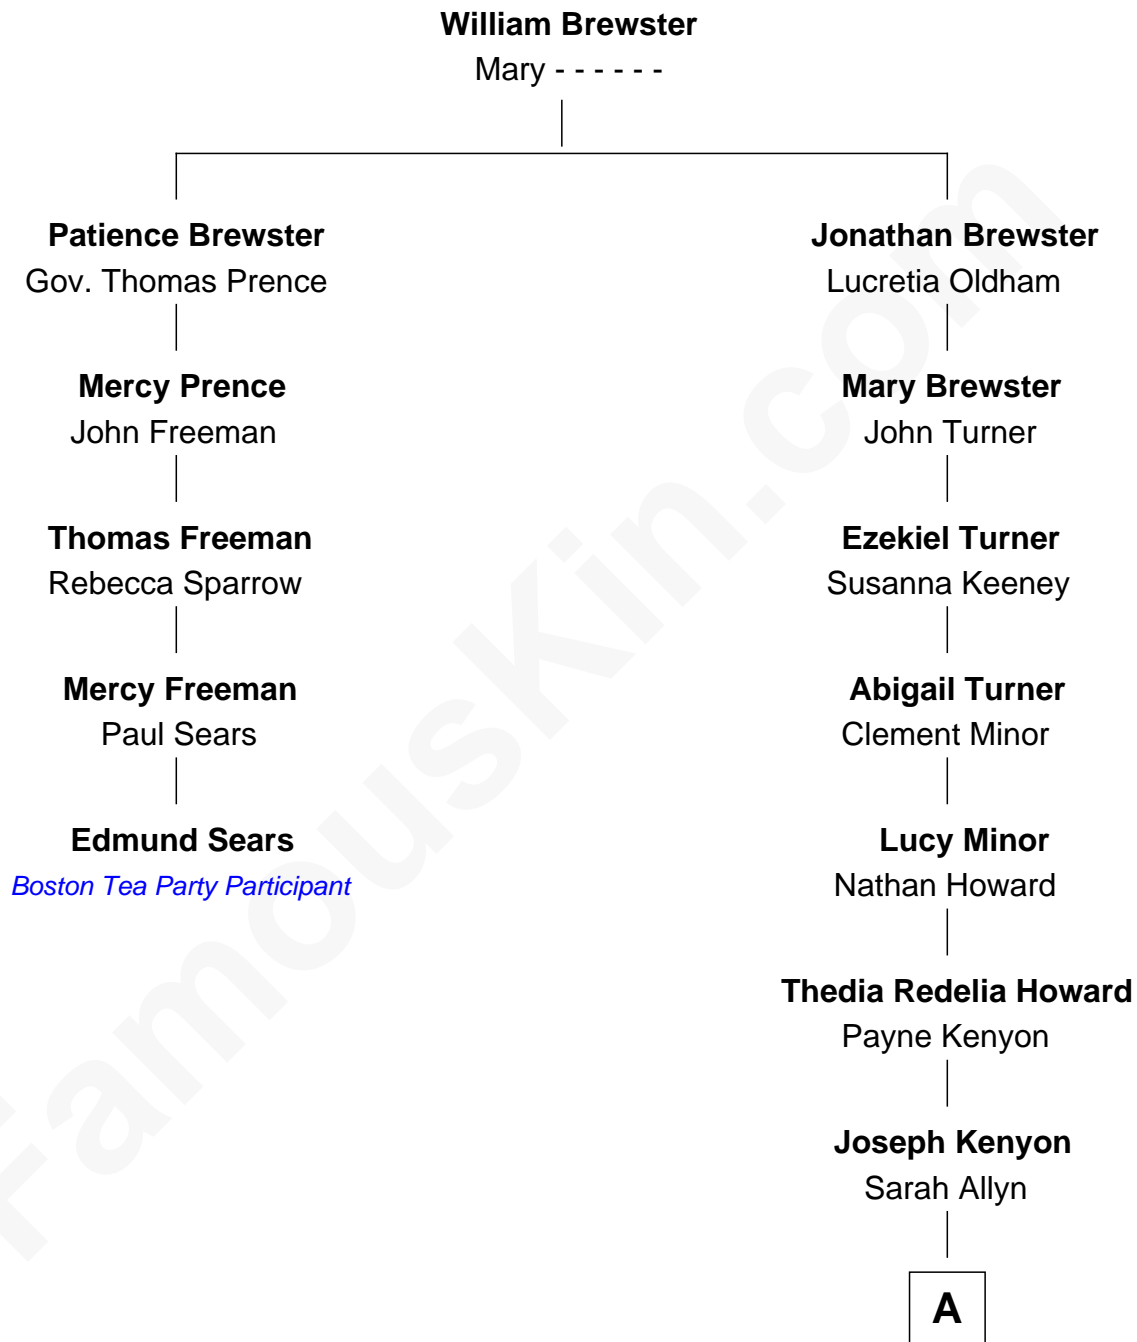 William Brewster
Mary - - - - - -
Patience Brewster
Gov. Thomas Prence
Jonathan Brewster
Lucretia Oldham
Mercy Prence
John Freeman
Mary Brewster
John Turner
Thomas Freeman
Rebecca Sparrow
Ezekiel Turner
Susanna Keeney
Mercy Freeman
Paul Sears
Abigail Turner
Clement Minor
Edmund Sears
Boston Tea Party Participant
Lucy Minor
Nathan Howard
Thedia Redelia Howard
Payne Kenyon
Joseph Kenyon
Sarah Allyn
A
FamousKin.com